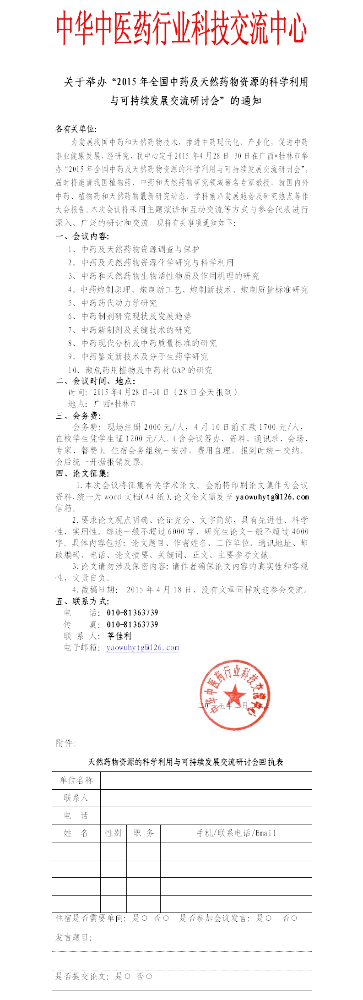 中华中医药行业科技交流中心
关于举办“2015年全国中药及天然药物资源的科学利用
与可持续发展交流研讨会”的通知
各有关单位:
为发展我国中药和天然药物技术，推进中药现代化、产业化，促进中药
事业健康发展,经研究,我中心定于2015年4月28日-30日在广西*桂林市举
办“2015年全国中药及天然药物资源的科学利用与可持续发展交流研讨会”,
届时将邀请我国植物药、中药和天然药物研究领域著名专家教授，就国内外
中药、植物药和天然药物最新研究动态、学科前沿发展趋势及研究热点等作
大会报告。本次会议将采用主题演讲和互动交流等方式与参会代表进行
深入、广泛的研讨和交流。现将有关事项通知如下:
一、会议内容:
1、中药及天然药物资源调查与保护
2、中药及天然药物资源化学研究与科学利用
3、中药和天然药物生物活性物质及作用机理的研究
4、中药炮制原理、炮制新工艺、炮制新技术、炮制质量标准研究
5、中药药代动力学研究
6、中药制剂研究现状及发展趋势
7、中药新制剂及关键技术的研究
8、中药现代分析及中药质量标准的研究
9、中药鉴定新技术及分子生药学研究
10、濒危药用植物及中药材GAP的研究
二、会议时间、地点:
时间: 2015年4月28日-30日(28日全天报到)
地点: 广西*桂林市
三、会务费:
会务费: 现场注册2000元/人，4月10日前汇款1700元/人，
在校学生凭学生证1200元/人。(含会议筹办、资料、通讯录、会场、
专家、餐费)。住宿会务组统一安排，费用自理，报到时统一交纳。
会后统一开据报销发票。
四、论文征集:
1.本次会议将征集有关学术论文。会前将印刷论文集作为会议
资料,统一为word文档(A4纸),论文全文需发至yaowuhytg@126.com
信箱。
2.要求论文观点明确、论证充分、文字简练，具有先进性、科学
性、实用性。综述一般不超过6000字，研究生论文一般不超过4000
字。具体内容包括: 论文题目、作者姓名、工作单位、通讯地址、邮
政编码、电话、论文摘要、关键词、正文、主要参考文献。
3.论文请勿涉及保密内容;请作者确保论文内容的真实性和客观
性，文责自负。
4.截稿日期: 2015年4月18日，没有文章同样欢迎参会交流。
五、联系方式:
电 话: 010-81363739
传 真: 010-81363739
联 系 人: 莘佳利
电子邮箱: yaowuhytg@126.com
中华中医药行业科技交流中心
二0一五年二月二 日
附件:
天然药物资源的科学利用与可持续发展交流研讨会回执表
单位名称
联系人
电 话
姓 名 性别 职 务 手机/联系电话/Email
住宿是否需要单间: 是○ 否○ 是否参加会议发言: 是○ 否○
发言题目:
是否提交论文: 是○ 否○